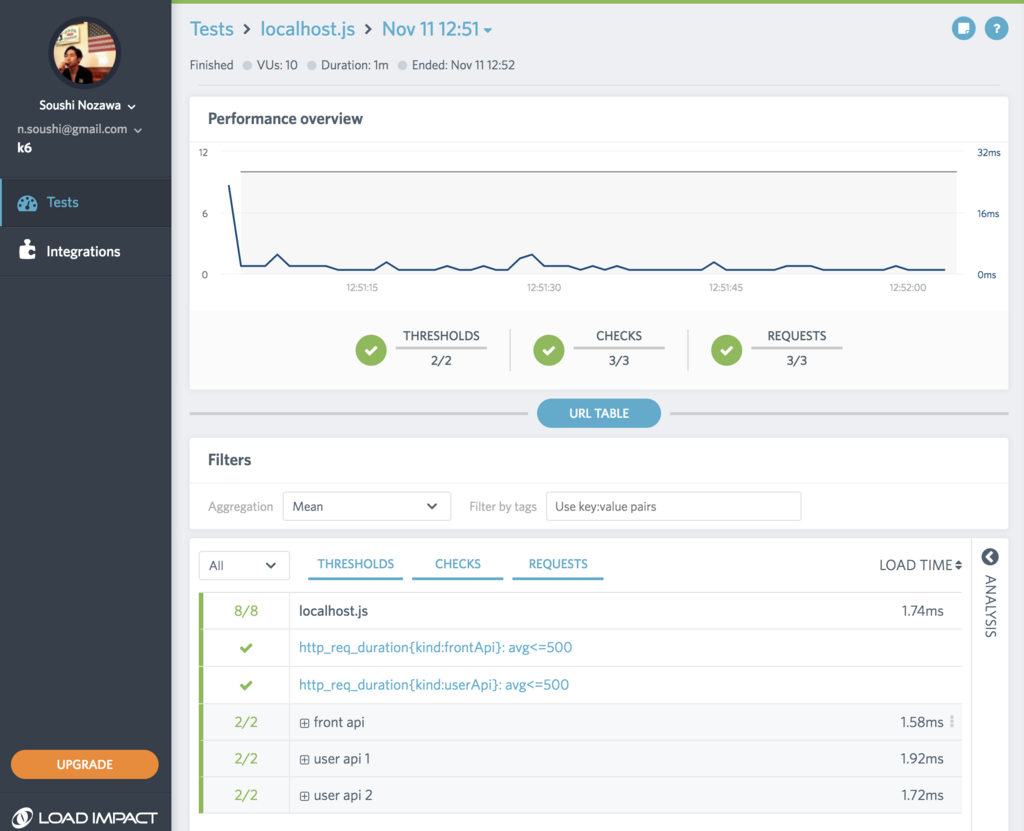 Soushi Nozawa
n.soushi@gmail.com
k6
Tests
Integrations
UPGRADE
LOAD IMPACT
Tests > localhost.js > Nov 11 12:51
?
Finished VUs: 10 Duration: 1m Ended: Nov 11 12:52
Performance overview
12 32ms
6 16ms
0 0ms
12:51:15 12:51:30 12:51:45 12:52:00
THRESHOLDS CHECKS REQUESTS
2/2 3/3 3/3
URL TABLE
Filters
Aggregation Mean Filter by tags Use key:value pairs
All THRESHOLDS CHECKS REQUESTS LOAD TIME
ANALYSIS
8/8 localhost.js 1.74ms
http_req_duration{kind:frontApi}: avg<=500
http_req_duration{kind:userApi}: avg<=500
2/2 front api 1.58ms
2/2 user api 1 1.92ms
2/2 user api 2 1.72ms